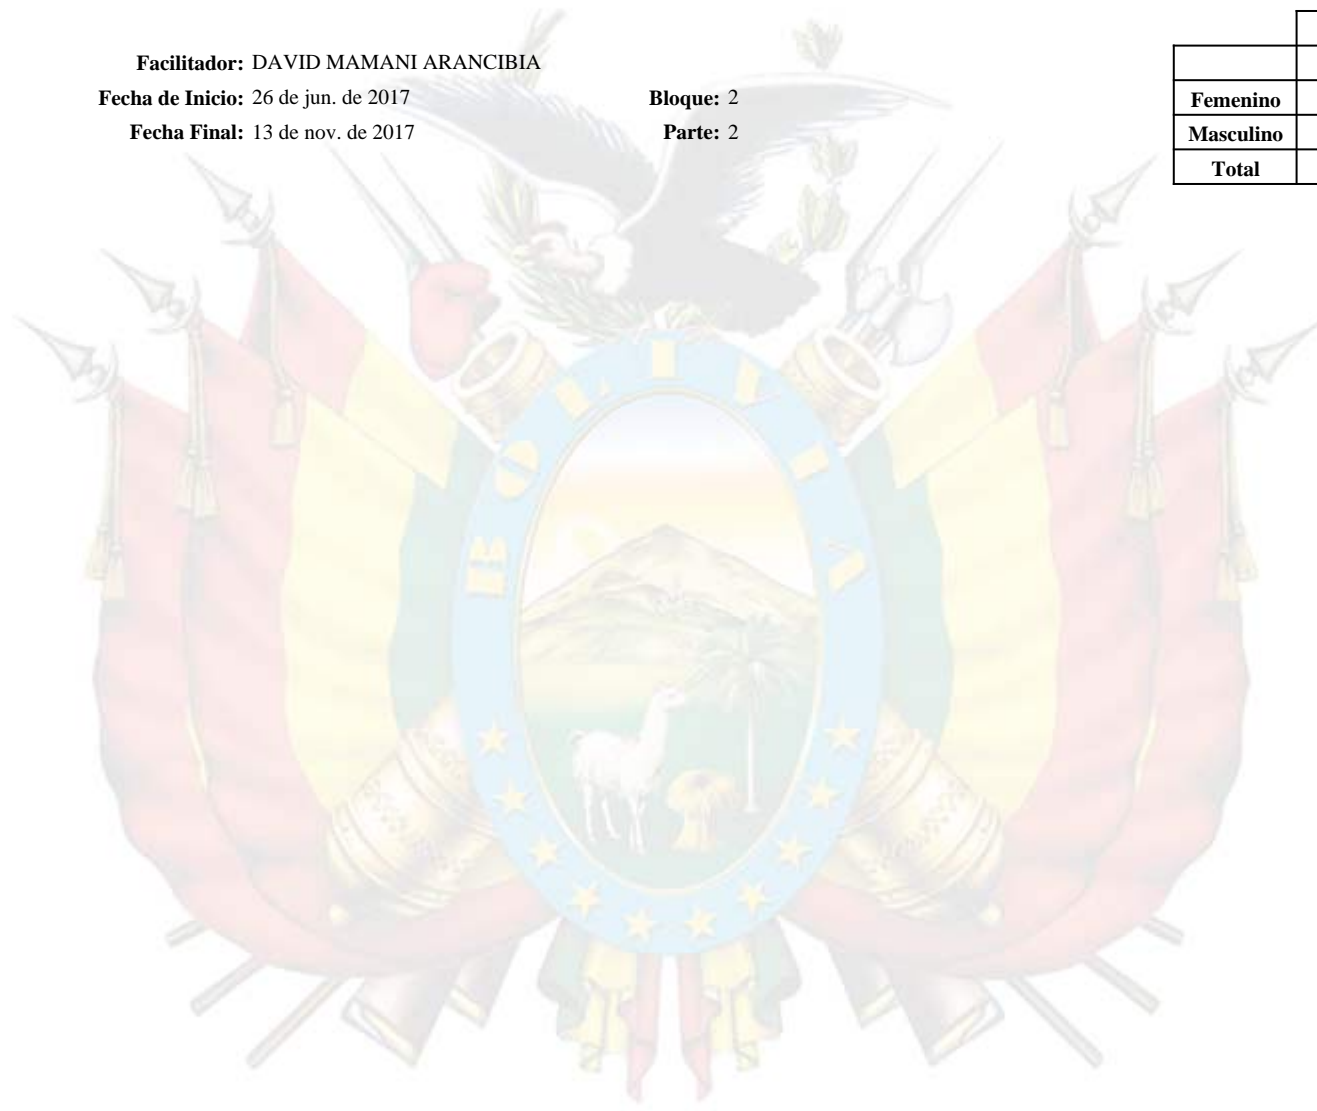 Facilitador: DAVID MAMANI ARANCIBIA
Fecha de Inicio: 26 de jun. de 2017 Bloque: 2
Fecha Final: 13 de nov. de 2017 Parte: 2
Femenino
Masculino
Total
BOLIVIA